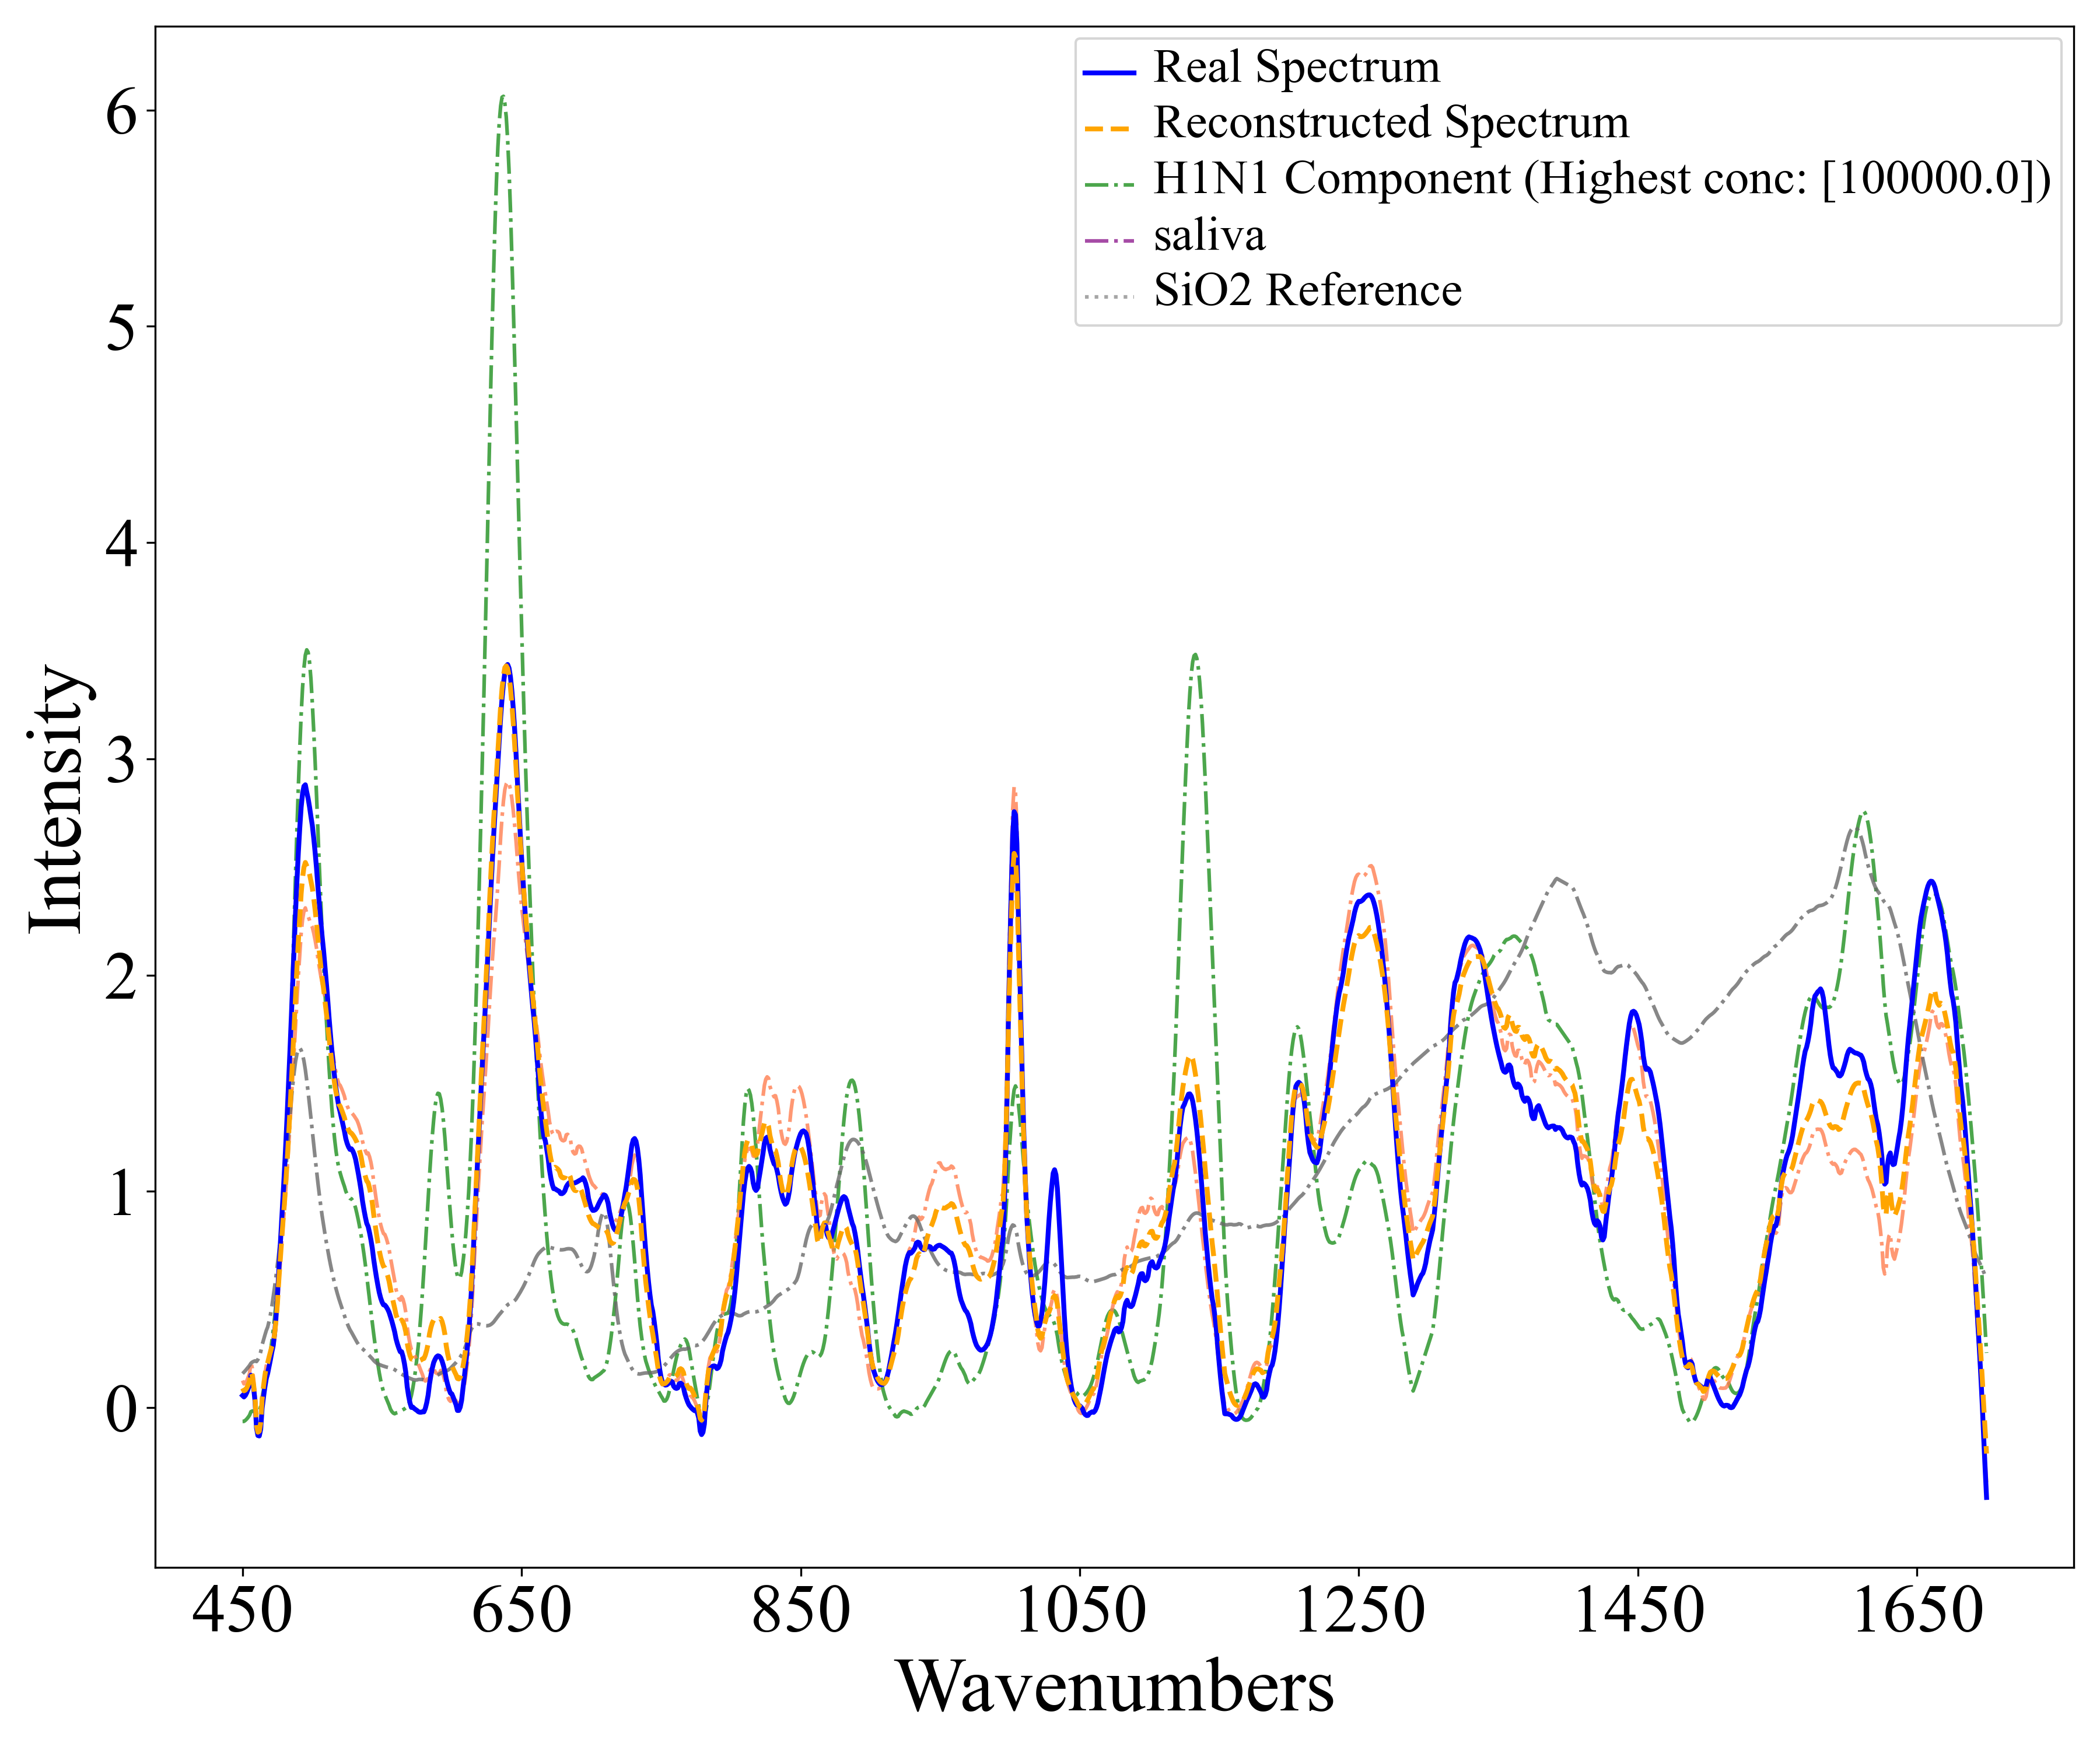 Real Spectrum
Reconstructed Spectrum
H1N1 Component (Highest conc: [100000.0])
saliva
SiO2 Reference
Intensity
6
5
4
3
2
1
0
450 650 850 1050 1250 1450 1650
Wavenumbers